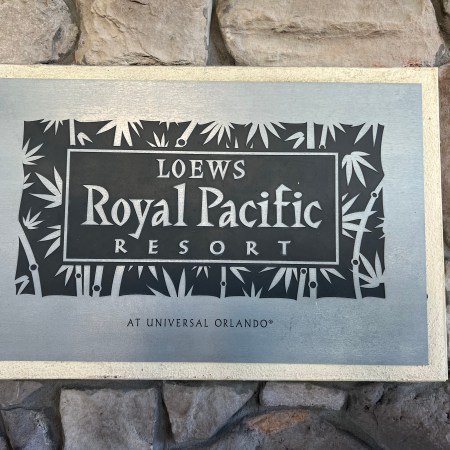 LOEWS
Royal Pacific
RESORT
AT UNIVERSAL ORLANDO®